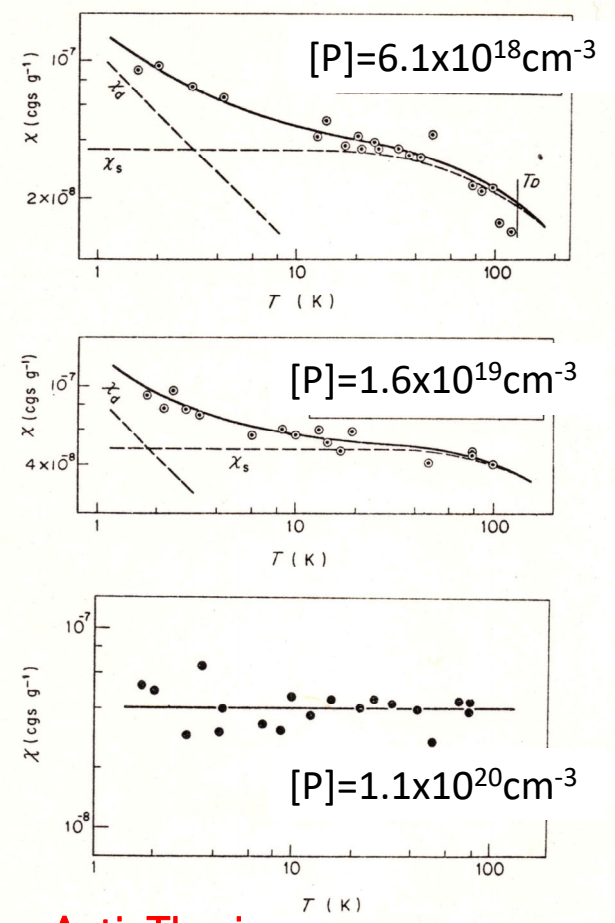 [P]=6.1x10¹⁸cm⁻³
10⁻⁷
χ (cgs g⁻¹)
χd
χs
2×10⁻⁸
TD
1 10 100
T (K)
[P]=1.6x10¹⁹cm⁻³
10⁻⁷
χ (cgs g⁻¹)
χd
χs
4×10⁻⁸
1 10 100
T (K)
10⁻⁷
χ (cgs g⁻¹)
[P]=1.1x10²⁰cm⁻³
10⁻⁸
1 10 100
T (K)